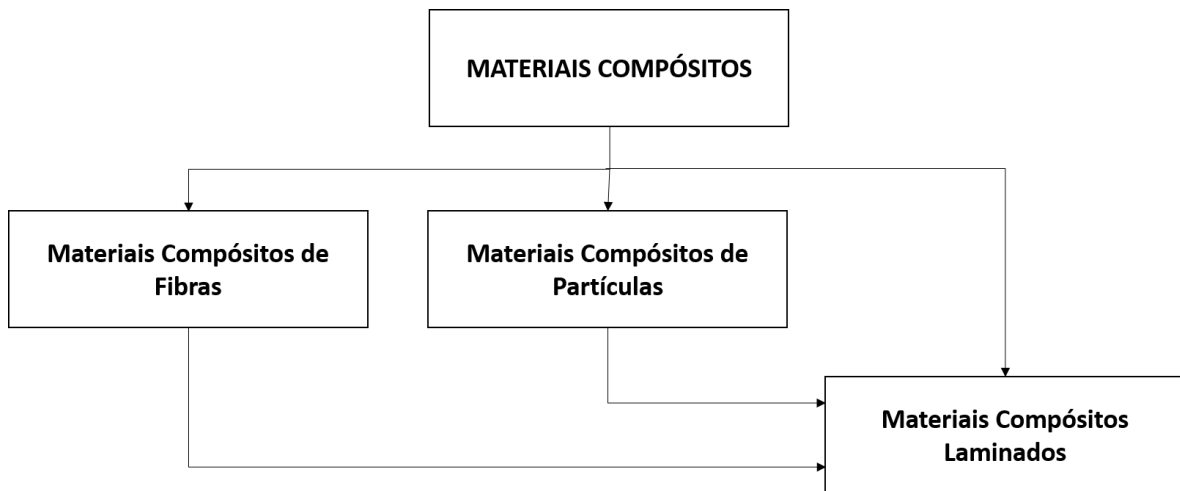 MATERIAIS COMPÓSITOS
Materiais Compósitos de
Fibras
Materiais Compósitos de
Partículas
Materiais Compósitos
Laminados